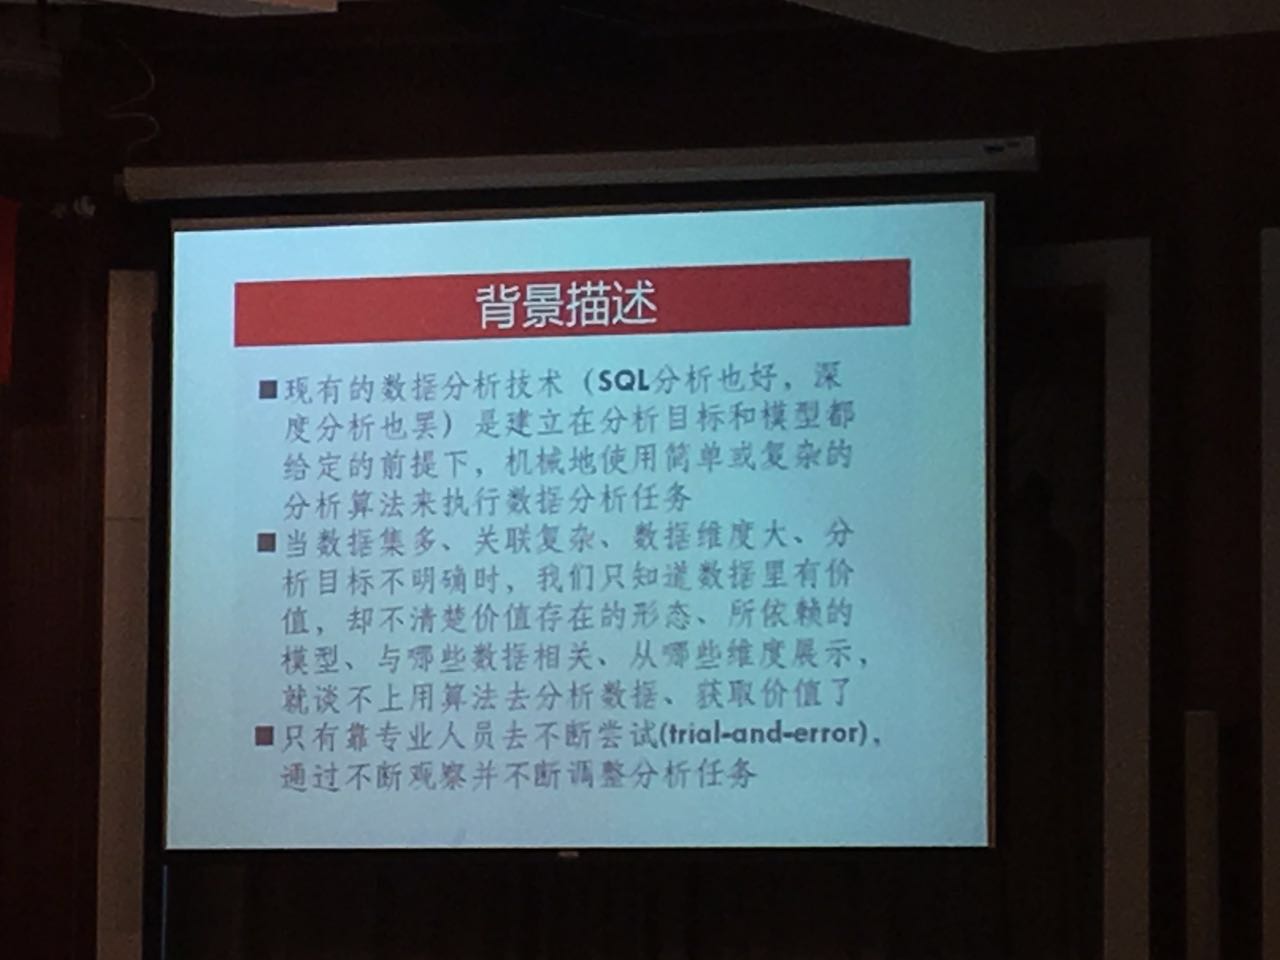 背景描述
■现有的数据分析技术（SQL分析也好，深
度分析也罢）是建立在分析目标和模型都
给定的前提下，机械地使用简单或复杂的
分析算法来执行数据分析任务
■当数据集多、关联复杂、数据维度大、分
析目标不明确时，我们只知道数据里有价
值，却不清楚价值存在的形态、所依赖的
模型、与哪些数据相关、从哪些维度展示，
就谈不上用算法去分析数据、获取价值了
■只有靠专业人员去不断尝试(trial-and-error)，
通过不断观察并不断调整分析任务